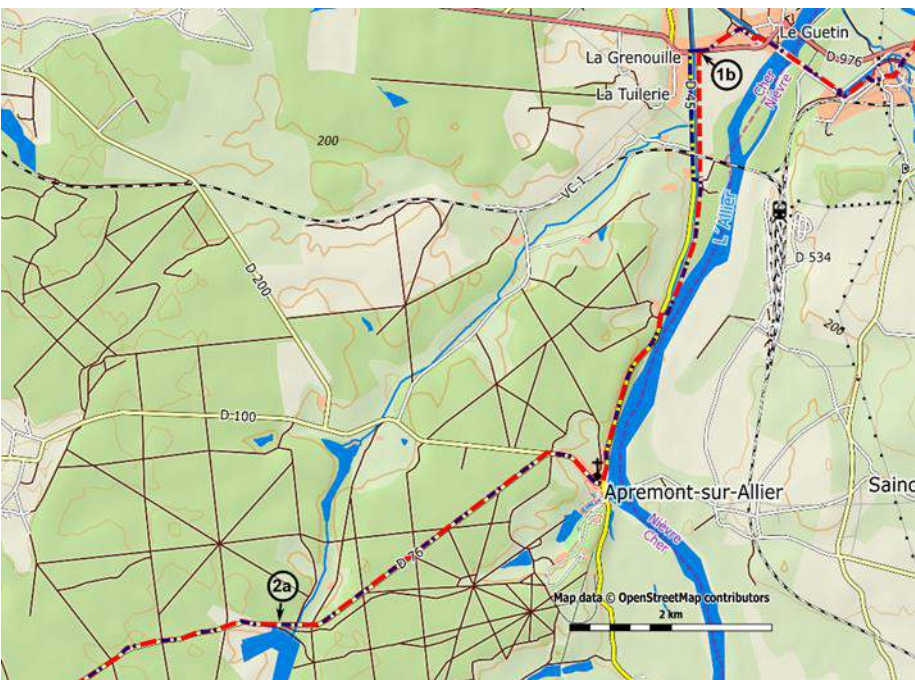 Le Guetin
La Grenouille
D 976
1b
La Tuilerie
D 45
Cher
Nièvre
200
VC 1
L'Allier
D 534
D 200
200
D 100
Apremont-sur-Allier
Sainc
Nièvre
Cher
D 76
2a
Map data © OpenStreetMap contributors
2 km